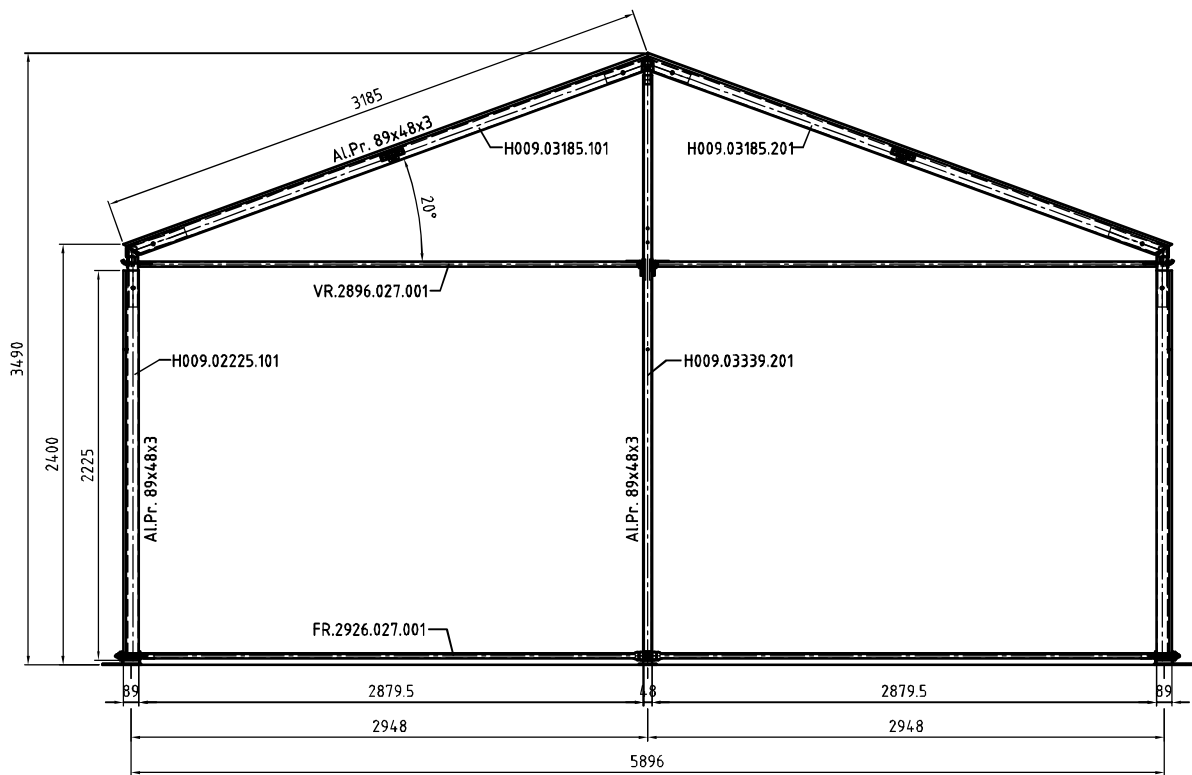 3185
Al.Pr. 89x48x3
H009.03185.101
H009.03185.201
20°
VR.2896.027.001
3490
2400
2225
H009.02225.101
H009.03339.201
Al.Pr. 89x48x3
Al.Pr. 89x48x3
FR.2926.027.001
89
2879.5
48
2879.5
89
2948
2948
5896